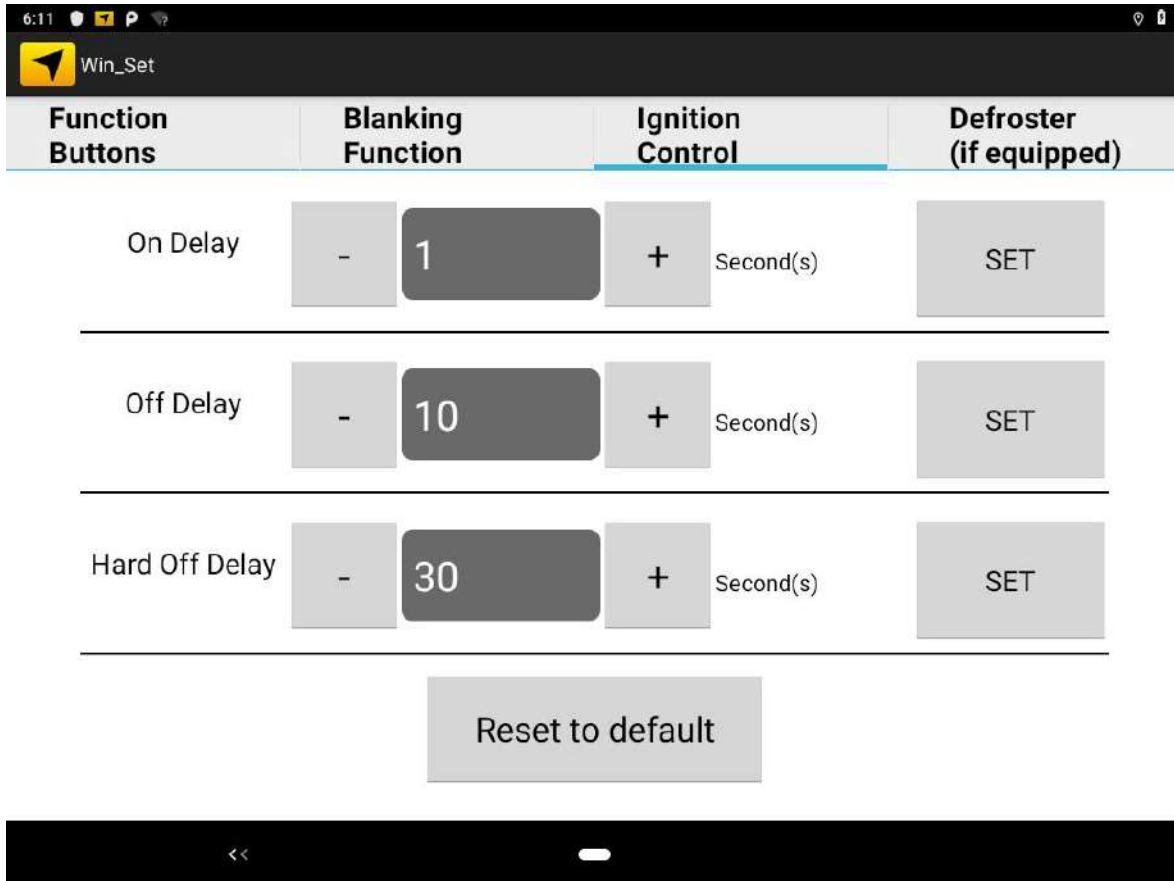 6:11
Win_Set
Function
Buttons
Blanking
Function
Ignition
Control
Defroster
(if equipped)
On Delay
-
1
+
Second(s)
SET
Off Delay
-
10
+
Second(s)
SET
Hard Off Delay
-
30
+
Second(s)
SET
Reset to default
<<